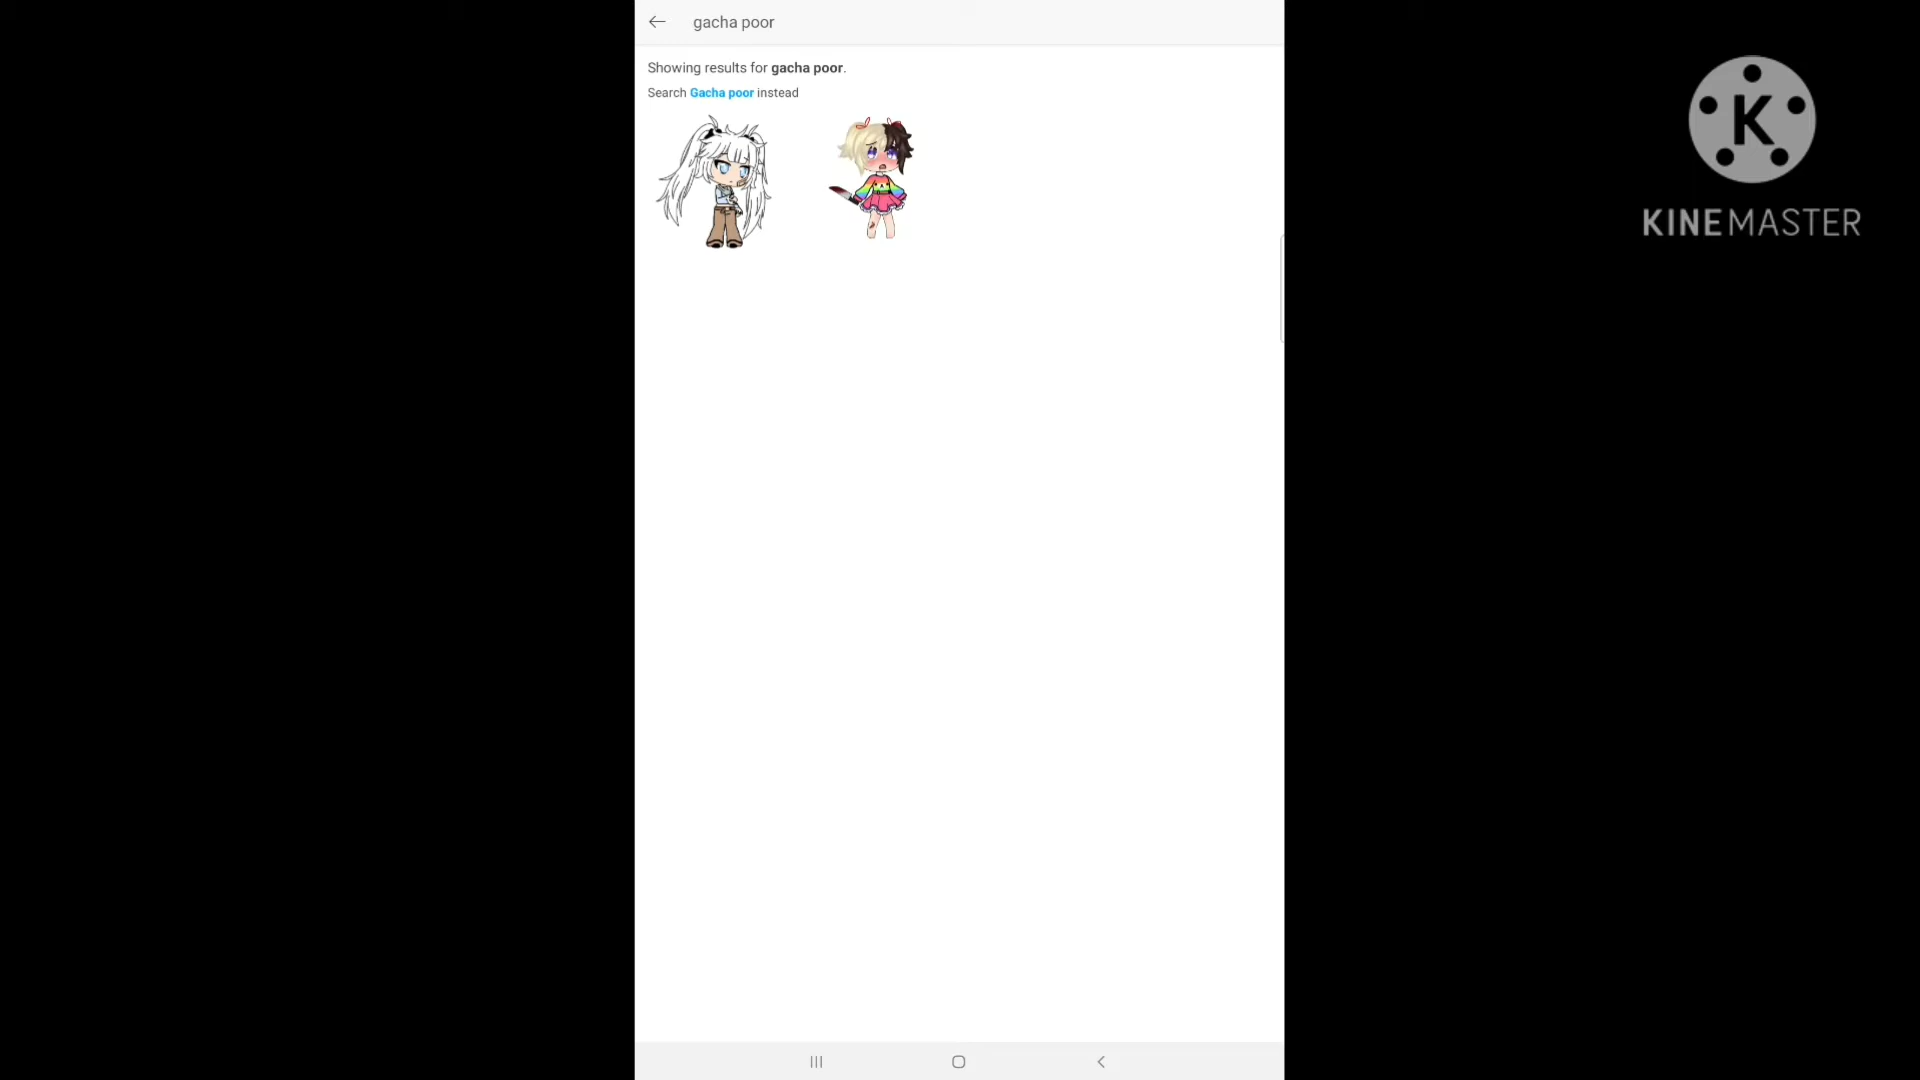 gacha poor
Showing results for gacha poor.
Search Gacha poor instead
K
KINEMASTER